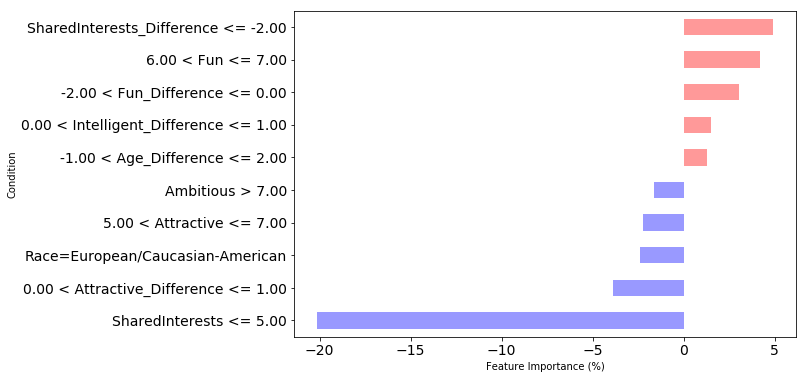 SharedInterests_Difference <= -2.00
6.00 < Fun <= 7.00
-2.00 < Fun_Difference <= 0.00
0.00 < Intelligent_Difference <= 1.00
-1.00 < Age_Difference <= 2.00
Ambitious > 7.00
5.00 < Attractive <= 7.00
Race=European/Caucasian-American
0.00 < Attractive_Difference <= 1.00
SharedInterests <= 5.00
Condition
−20 −15 −10 −5 0 5
Feature Importance (%)